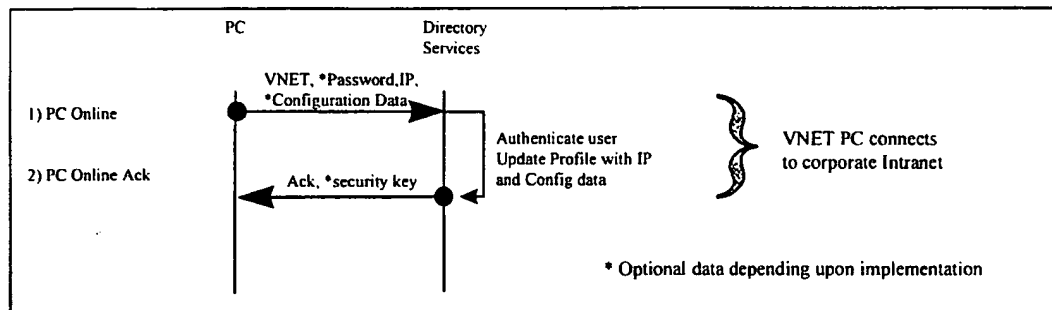 PC
Directory
Services
VNET, *Password,IP,
*Configuration Data
1) PC Online
Authenticate user
Update Profile with IP
and Config data
VNET PC connects
to corporate Intranet
2) PC Online Ack
Ack, *security key
* Optional data depending upon implementation